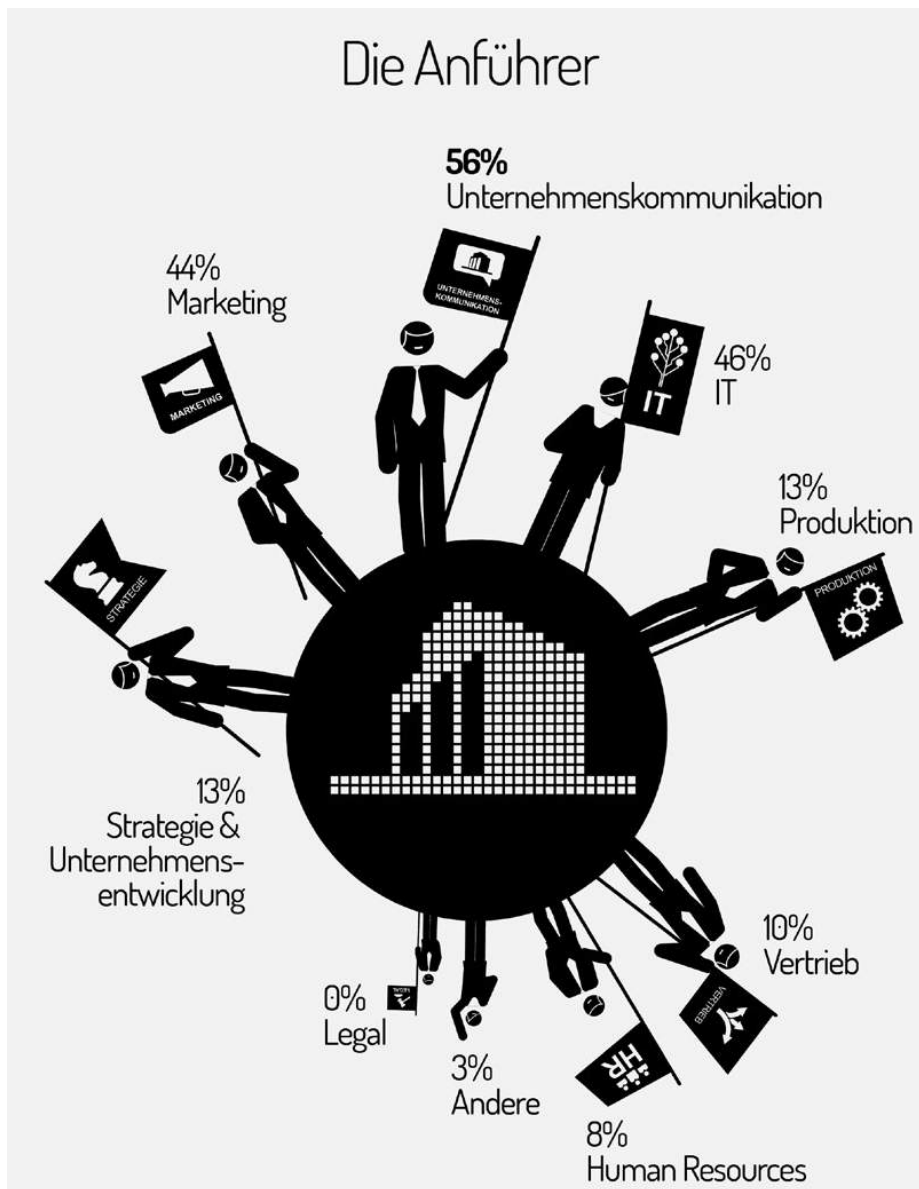 Die Anführer
56%
Unternehmenskommunikation
UNTERNEHMENS-
KOMMUNIKATION
44%
Marketing
MARKETING
46%
IT
IT
13%
Produktion
PRODUKTION
STRATEGIE
13%
Strategie &
Unternehmens-
entwicklung
10%
Vertrieb
VERTRIEB
0%
Legal
LEGAL
3%
Andere
HR
8%
Human Resources